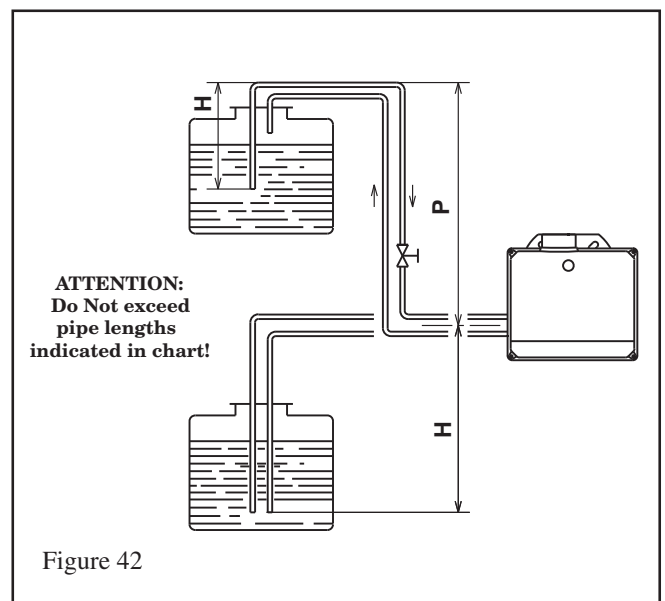 H
P
ATTENTION:
Do Not exceed
pipe lengths
indicated in chart!
H
Figure 42